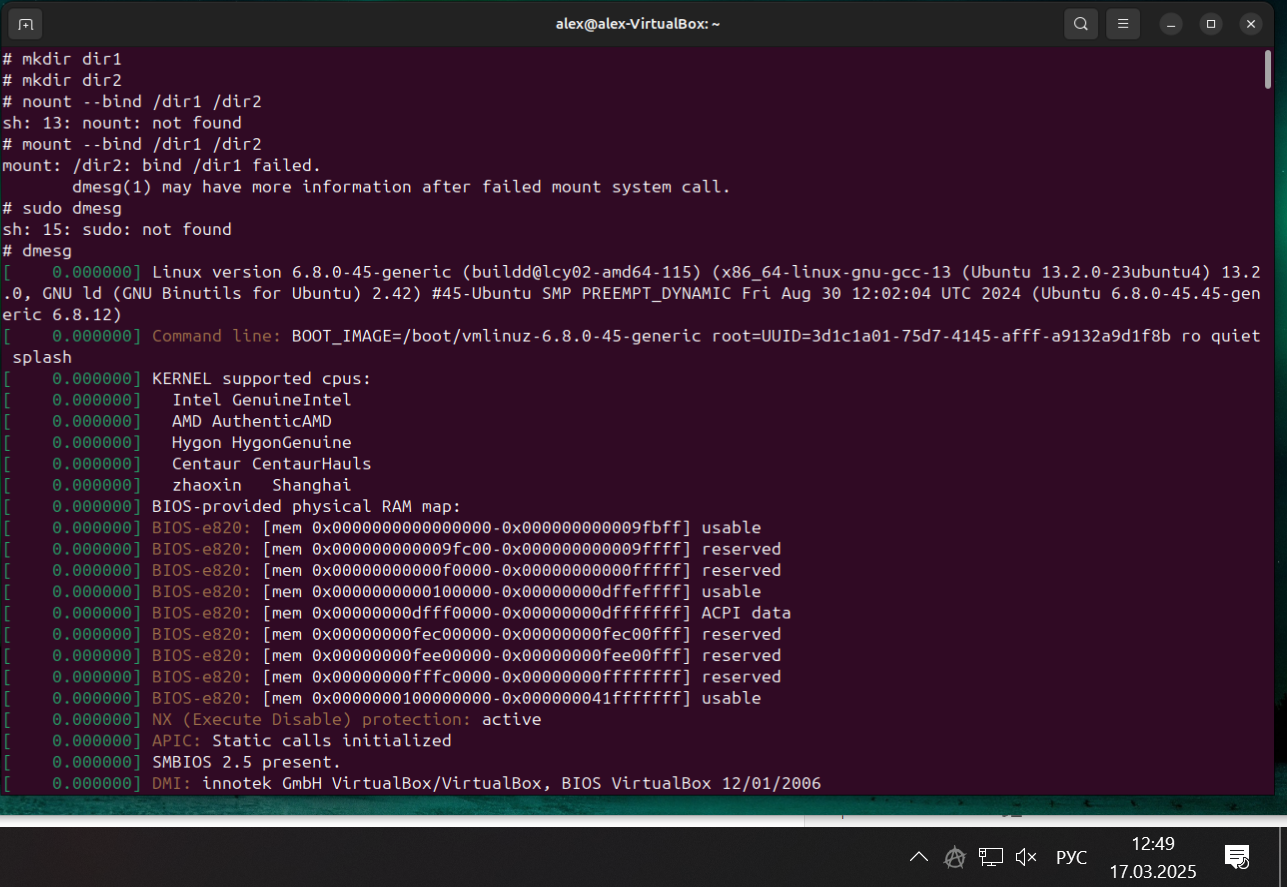 alex@alex-VirtualBox: ~
# mkdir dir1
# mkdir dir2
# nount --bind /dir1 /dir2
sh: 13: nount: not found
# mount --bind /dir1 /dir2
mount: /dir2: bind /dir1 failed.
       dmesg(1) may have more information after failed mount system call.
# sudo dmesg
sh: 15: sudo: not found
# dmesg
[    0.000000] Linux version 6.8.0-45-generic (buildd@lcy02-amd64-115) (x86_64-linux-gnu-gcc-13 (Ubuntu 13.2.0-23ubuntu4) 13.2
.0, GNU ld (GNU Binutils for Ubuntu) 2.42) #45-Ubuntu SMP PREEMPT_DYNAMIC Fri Aug 30 12:02:04 UTC 2024 (Ubuntu 6.8.0-45.45-gen
eric 6.8.12)
[    0.000000] Command line: BOOT_IMAGE=/boot/vmlinuz-6.8.0-45-generic root=UUID=3d1c1a01-75d7-4145-afff-a9132a9d1f8b ro quiet
 splash
[    0.000000] KERNEL supported cpus:
[    0.000000]   Intel GenuineIntel
[    0.000000]   AMD AuthenticAMD
[    0.000000]   Hygon HygonGenuine
[    0.000000]   Centaur CentaurHauls
[    0.000000]   zhaoxin   Shanghai
[    0.000000] BIOS-provided physical RAM map:
[    0.000000] BIOS-e820: [mem 0x0000000000000000-0x000000000009fbff] usable
[    0.000000] BIOS-e820: [mem 0x000000000009fc00-0x000000000009ffff] reserved
[    0.000000] BIOS-e820: [mem 0x00000000000f0000-0x00000000000fffff] reserved
[    0.000000] BIOS-e820: [mem 0x0000000000100000-0x00000000dffeffff] usable
[    0.000000] BIOS-e820: [mem 0x00000000dfff0000-0x00000000dfffffff] ACPI data
[    0.000000] BIOS-e820: [mem 0x00000000fec00000-0x00000000fec00fff] reserved
[    0.000000] BIOS-e820: [mem 0x00000000fee00000-0x00000000fee00fff] reserved
[    0.000000] BIOS-e820: [mem 0x00000000fffc0000-0x00000000ffffffff] reserved
[    0.000000] BIOS-e820: [mem 0x0000000100000000-0x000000041fffffff] usable
[    0.000000] NX (Execute Disable) protection: active
[    0.000000] APIC: Static calls initialized
[    0.000000] SMBIOS 2.5 present.
[    0.000000] DMI: innotek GmbH VirtualBox/VirtualBox, BIOS VirtualBox 12/01/2006
РУС
12:49
17.03.2025